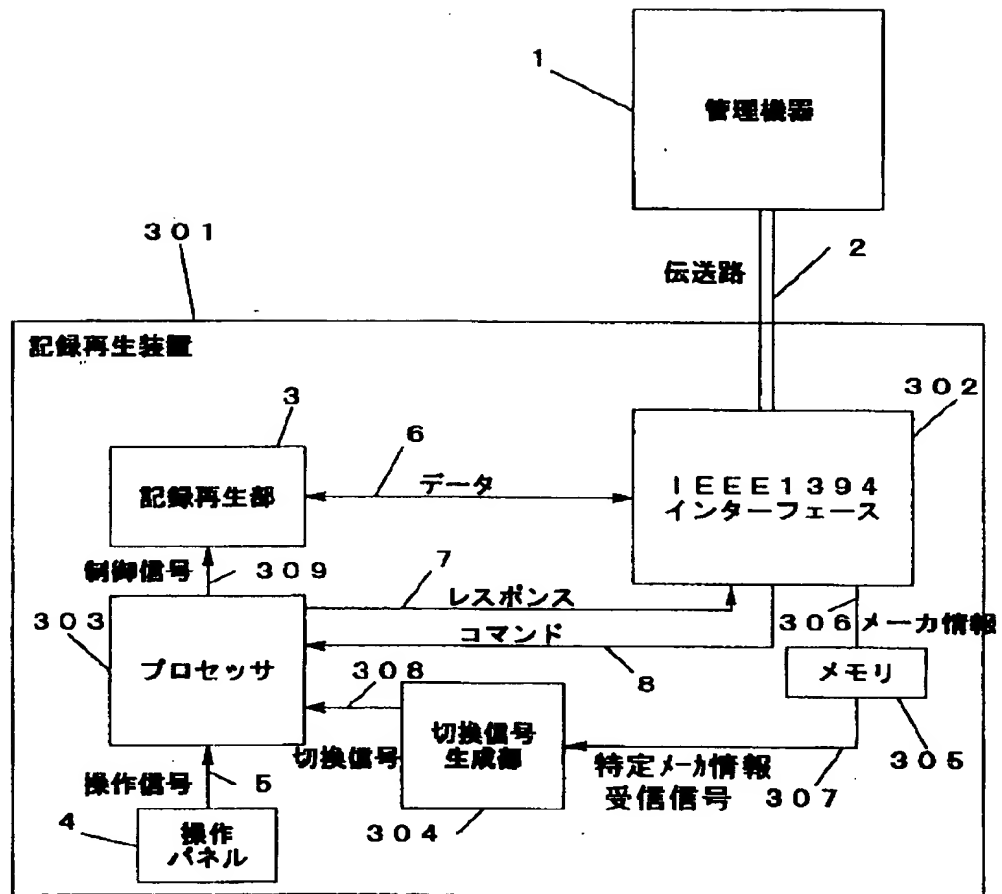 1
管理機器
301
伝送路
2
記録再生装置
302
3
6
記録再生部
データ
IEEE1394
インターフェース
制御信号
309
7
レスポンス
303
306
メーカ情報
コマンド
プロセッサ
308
8
メモリ
切換信号
切換信号
生成部
特定メーカ情報
受信信号
307
305
操作信号
5
304
4
操作
パネル